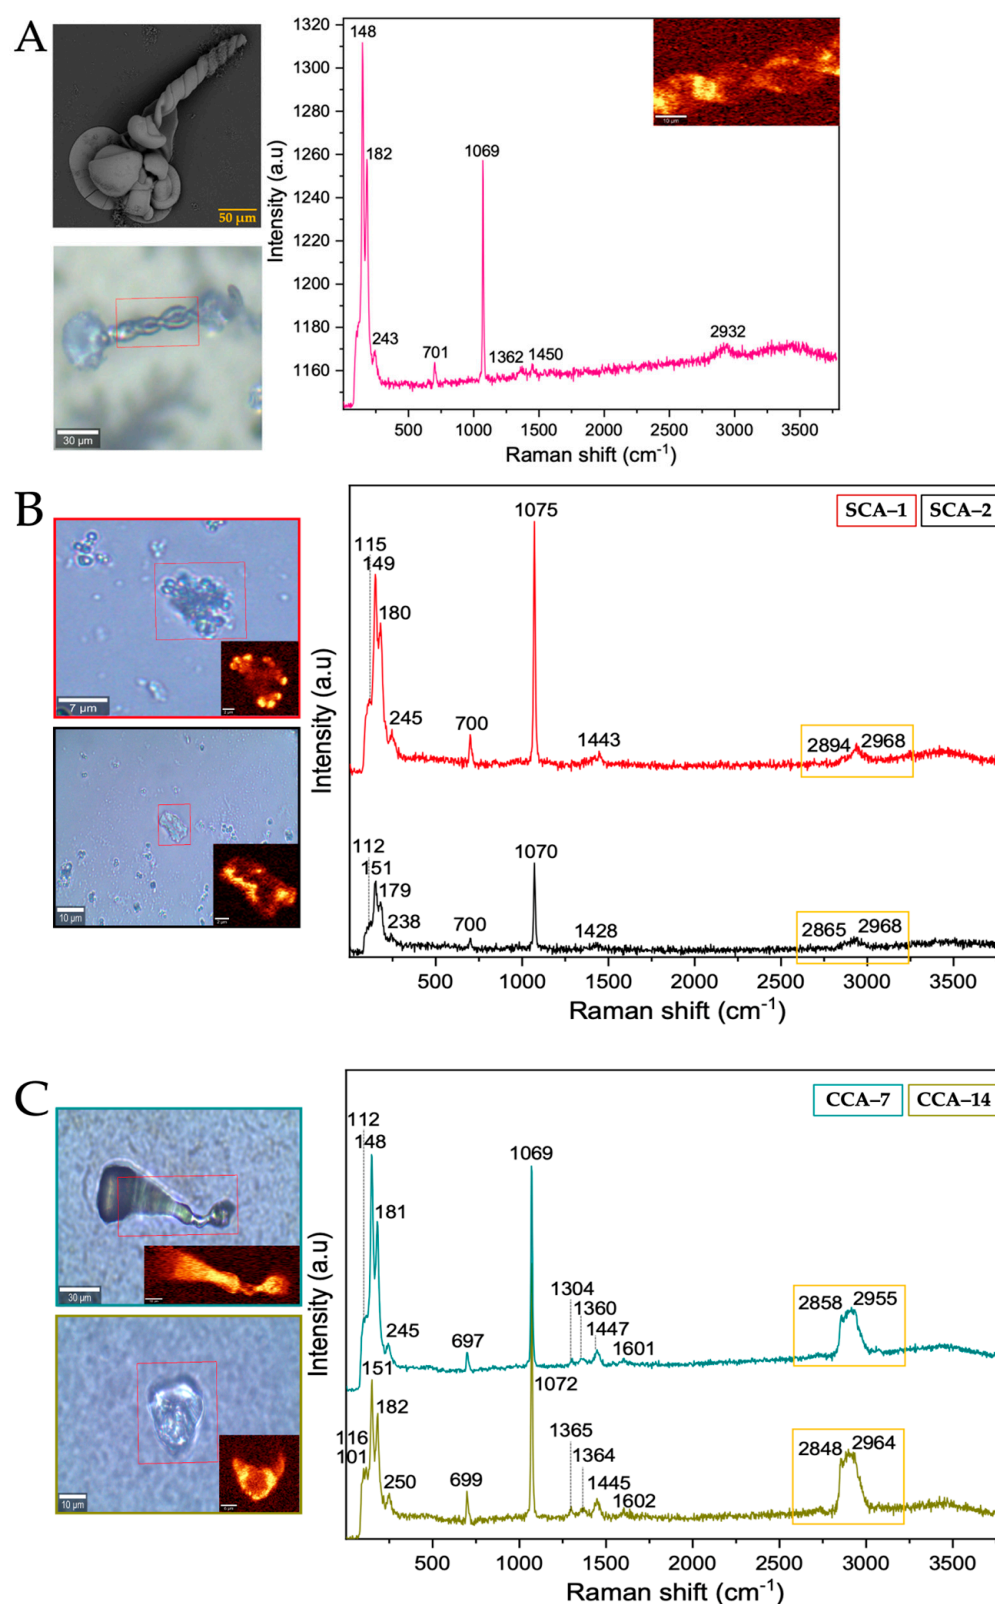 A
50 µm
30 µm
Intensity (a.u)
1320
1300
1280
1260
1240
1220
1200
1180
1160
148
182
243
701
1069
1362
1450
2932
10 µm
500 1000 1500 2000 2500 3000 3500
Raman shift (cm⁻¹)
B
7 µm
10 µm
Intensity (a.u)
SCA–1 SCA–2
115
149
180
245
700
1075
1443
2894 2968
112
151
179
238
700
1070
1428
2865 2968
500 1000 1500 2000 2500 3000 3500
Raman shift (cm⁻¹)
C
30 µm
10 µm
Intensity (a.u)
CCA–7 CCA–14
112
148
181
245
697
1069
1304
1360
1447
1601
2858 2955
151
182
116
101
250
699
1072
1365
1364
1445
1602
2848 2964
500 1000 1500 2000 2500 3000 3500
Raman shift (cm⁻¹)